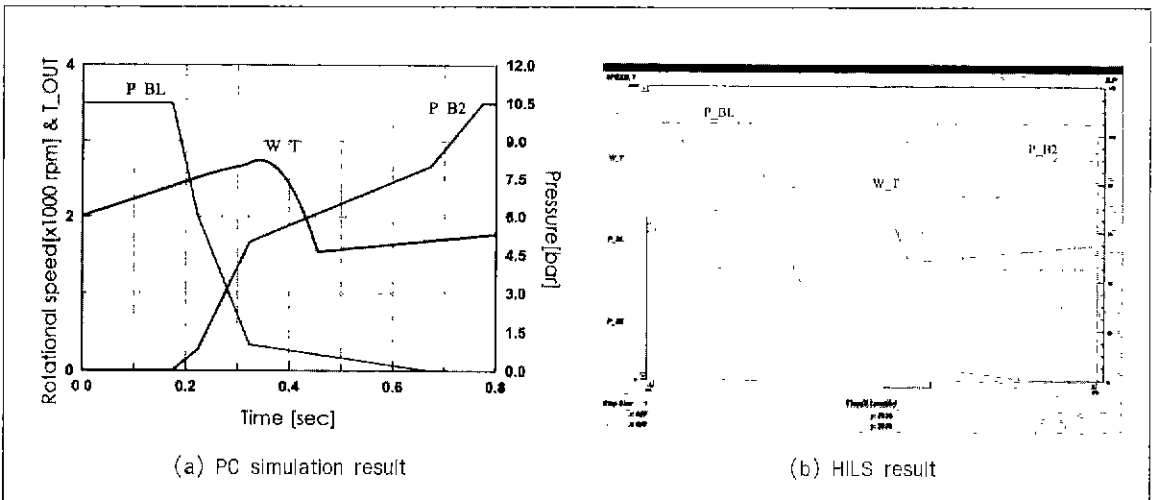 Rotational speed[x1000 rpm] & T_OUT
4
2
0
P BL
W T
P B2
12.0
10.5
9.0
7.5
6.0
4.5
3.0
1.5
0.0
Pressure[bar]
0.0
0.2
0.4
0.6
0.8
Time [sec]
(a) PC simulation result
P_BL
P_B2
W_T
W_T
P_BL
(b) HILS result